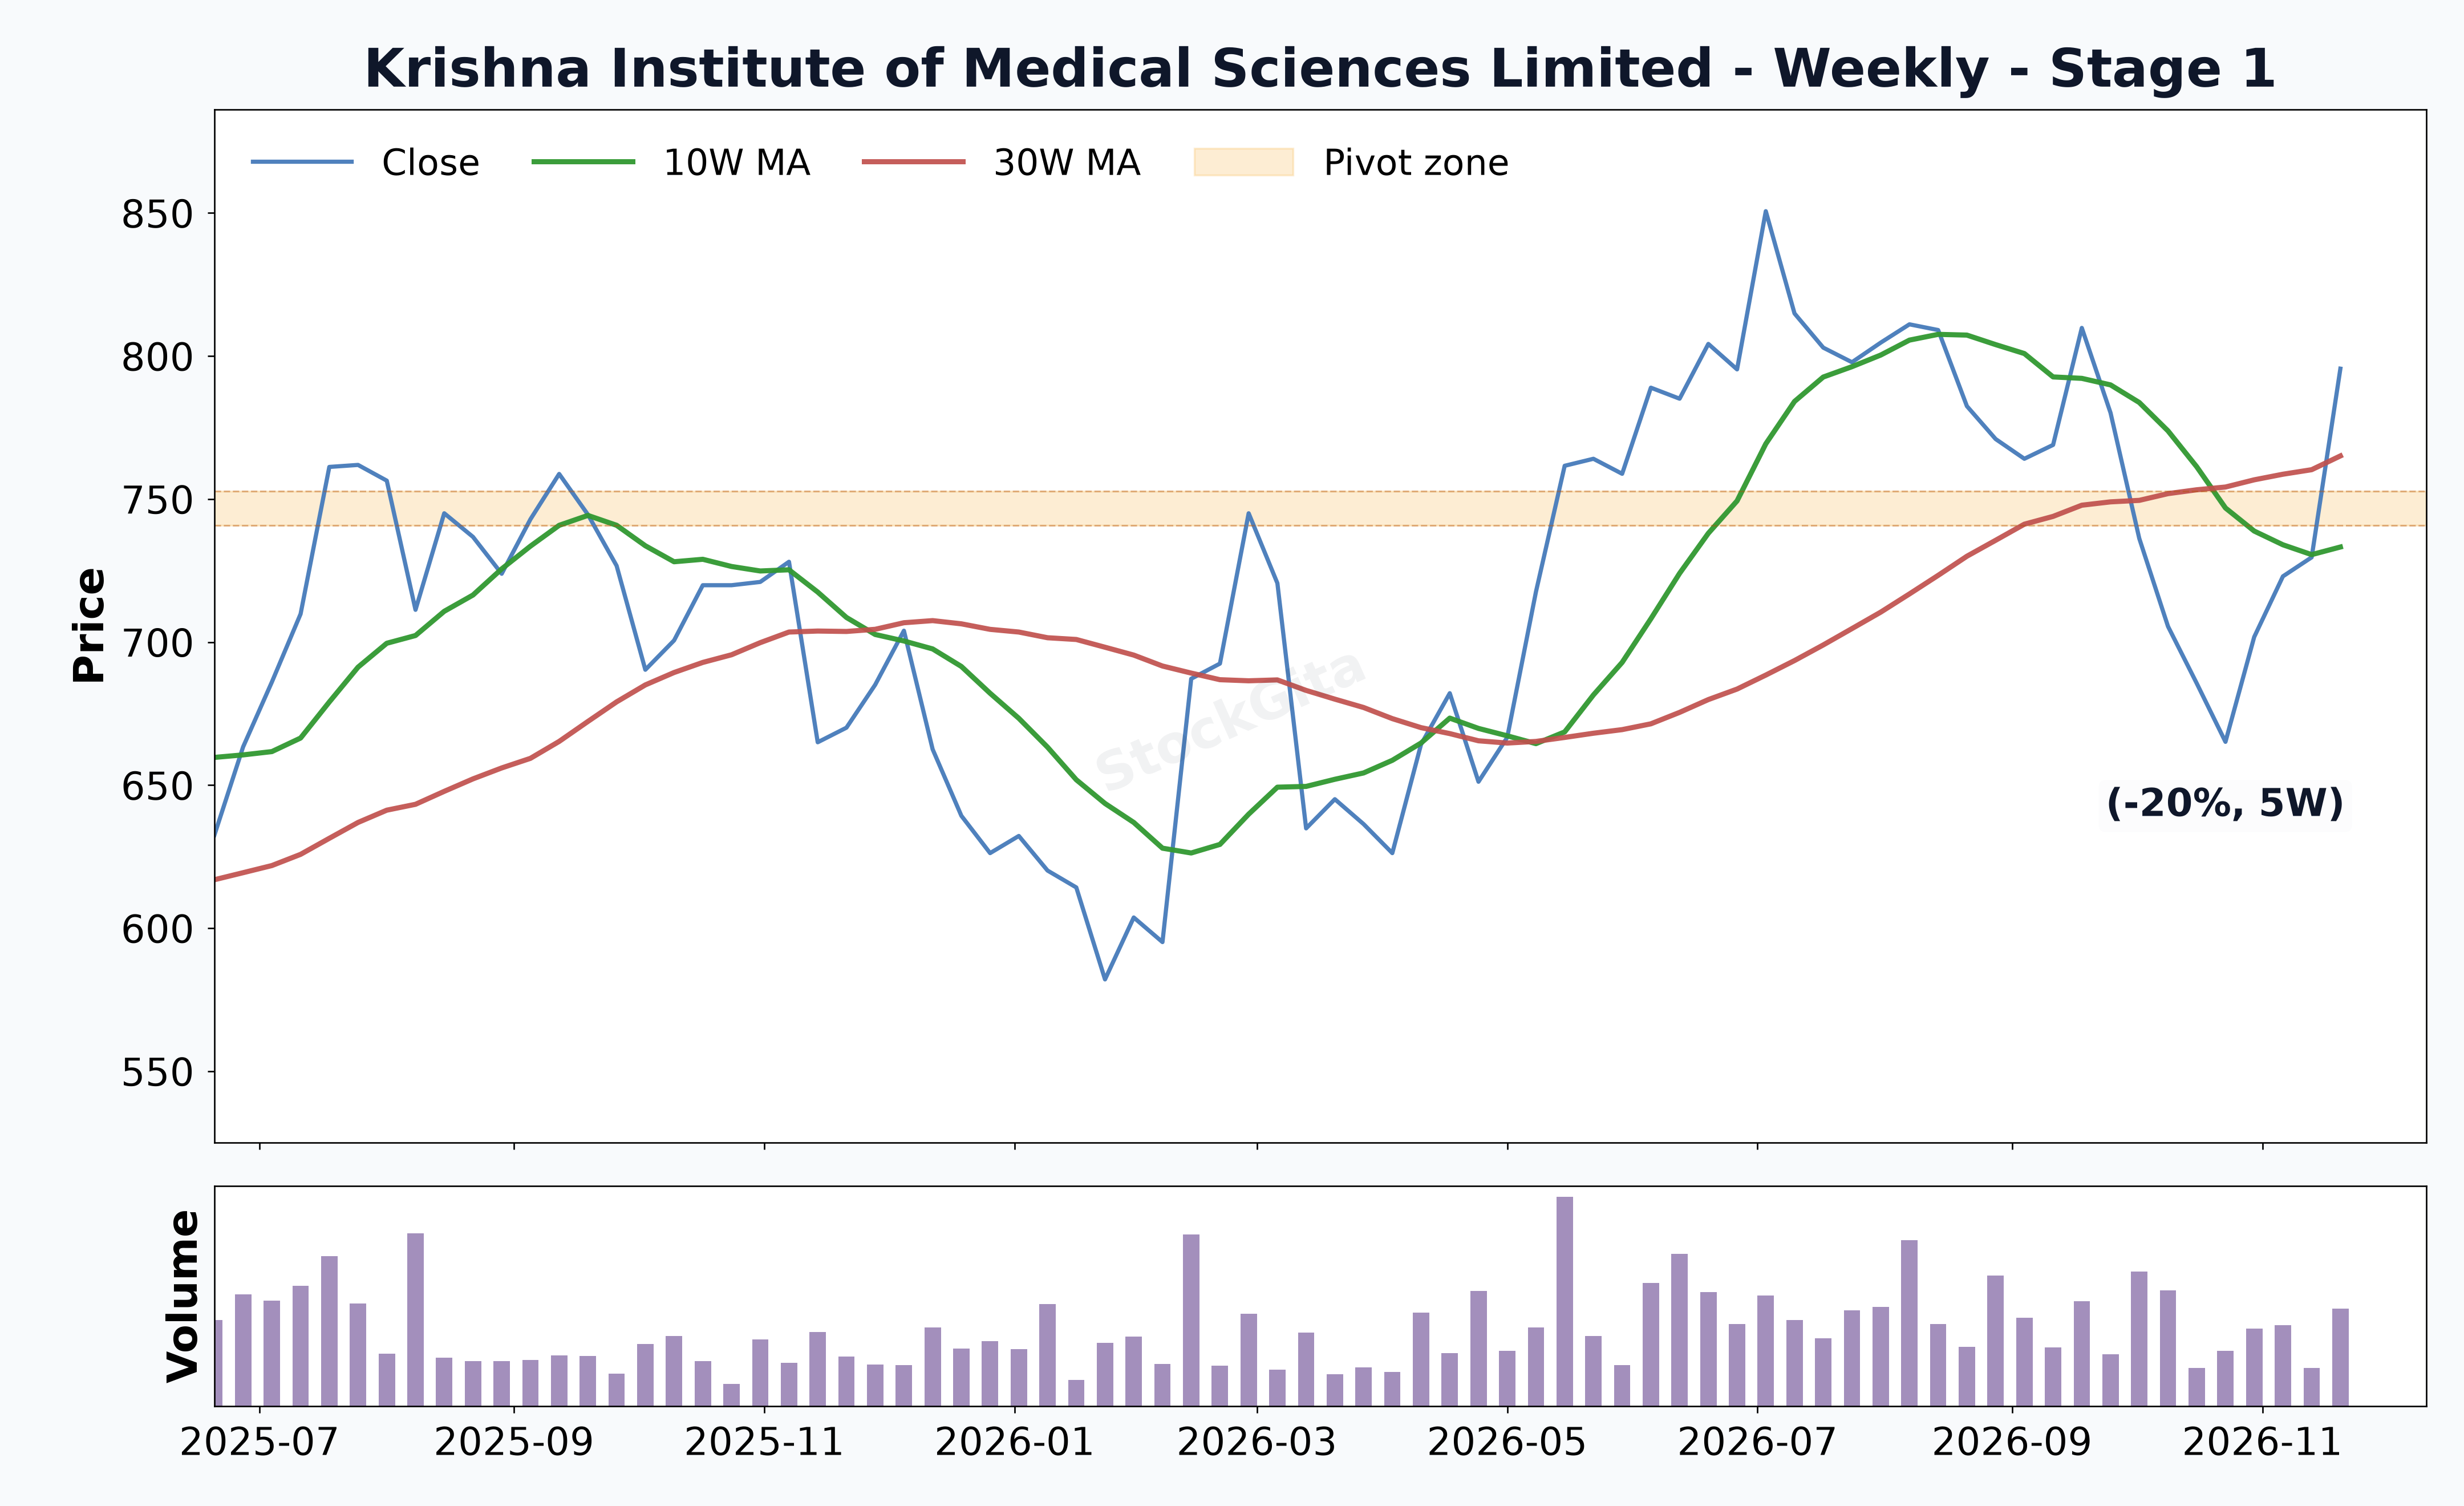 Krishna Institute of Medical Sciences Limited - Weekly - Stage 1
Close 10W MA 30W MA Pivot zone
850
800
750
700
650
600
550
Price
StockGita
(-20%, 5W)
Volume
2025-07 2025-09 2025-11 2026-01 2026-03 2026-05 2026-07 2026-09 2026-11